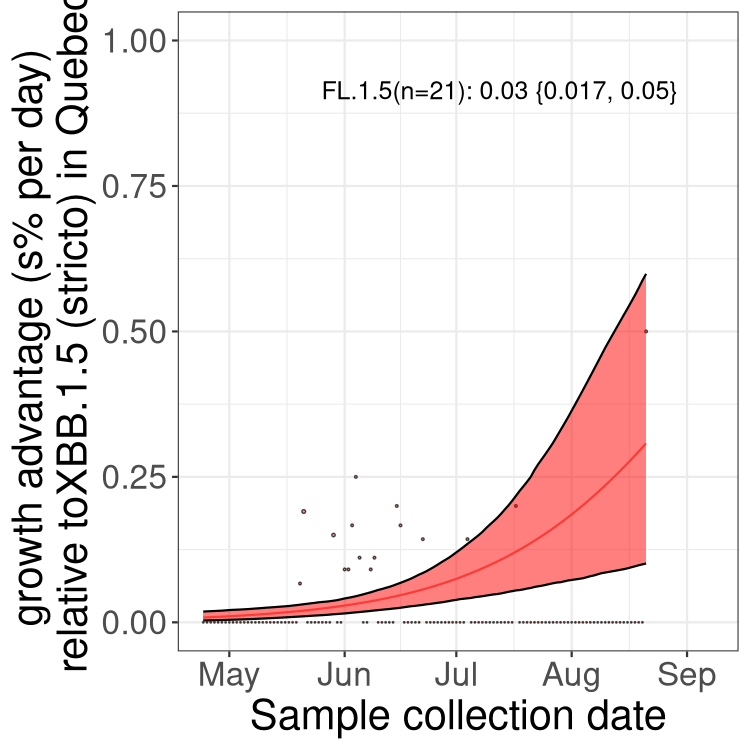 growth advantage (s% per day)
relative toXBB.1.5 (stricto) in Quebec
1.00
0.75
0.50
0.25
0.00
FL.1.5(n=21): 0.03 {0.017, 0.05}
May Jun Jul Aug Sep
Sample collection date